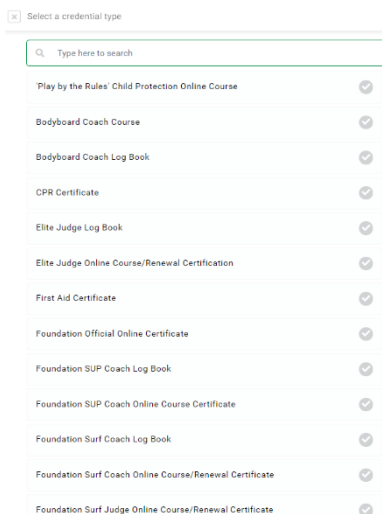 Select a credential type
Type here to search
'Play by the Rules' Child Protection Online Course
Bodyboard Coach Course
Bodyboard Coach Log Book
CPR Certificate
Elite Judge Log Book
Elite Judge Online Course/Renewal Certification
First Aid Certificate
Foundation Official Online Certificate
Foundation SUP Coach Log Book
Foundation SUP Coach Online Course Certificate
Foundation Surf Coach Log Book
Foundation Surf Coach Online Course/Renewal Certificate
Foundation Surf Judge Online Course/Renewal Certificate